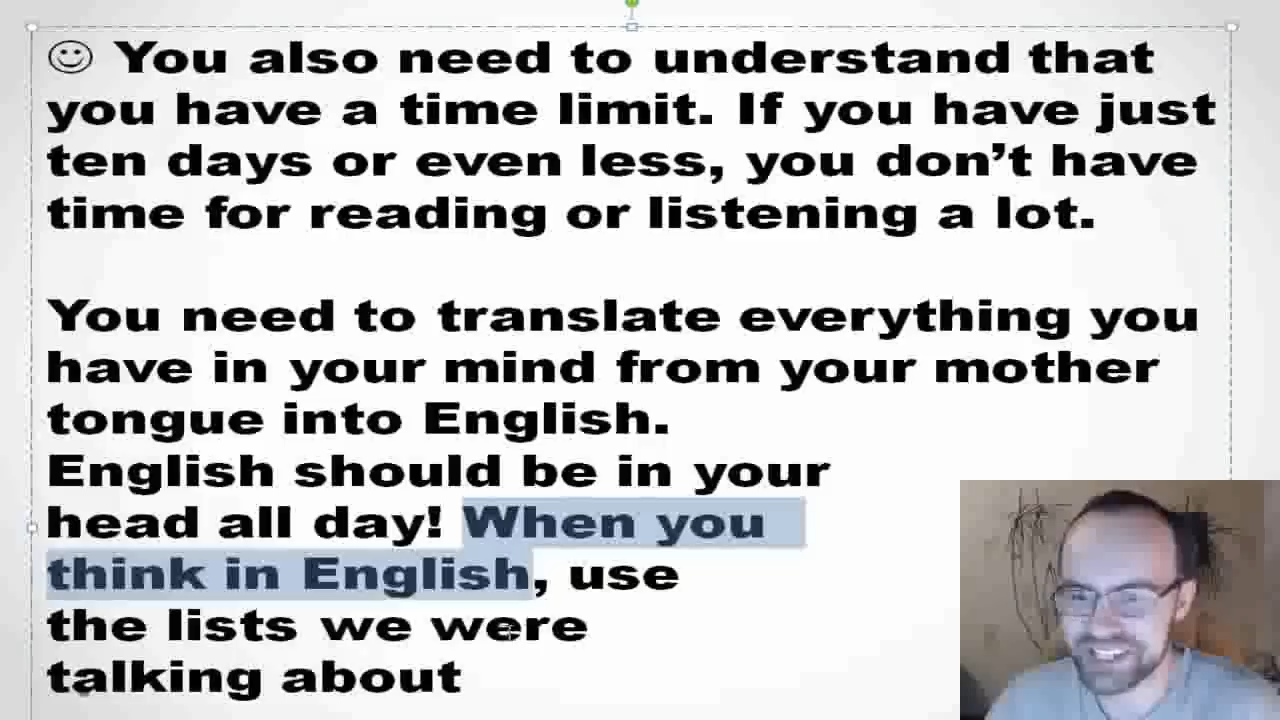 ☺ You also need to understand that
you have a time limit. If you have just
ten days or even less, you don’t have
time for reading or listening a lot.
You need to translate everything you
have in your mind from your mother
tongue into English.
English should be in your
head all day! When you
think in English, use
the lists we were
talking about